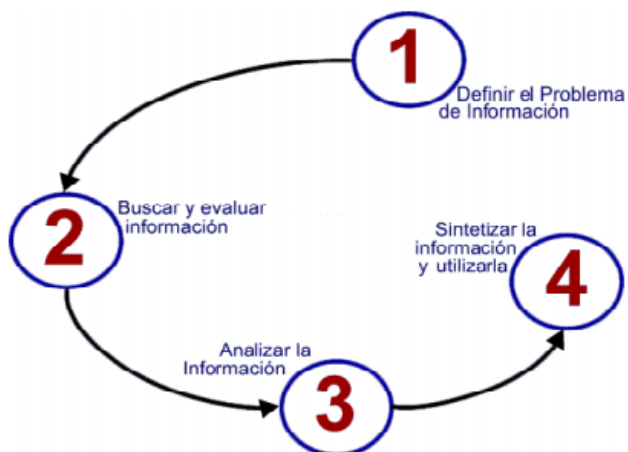 1
Definir el Problema
de Información
2
Buscar y evaluar
información
3
Analizar la
Información
4
Sintetizar la
información
y utilizarla